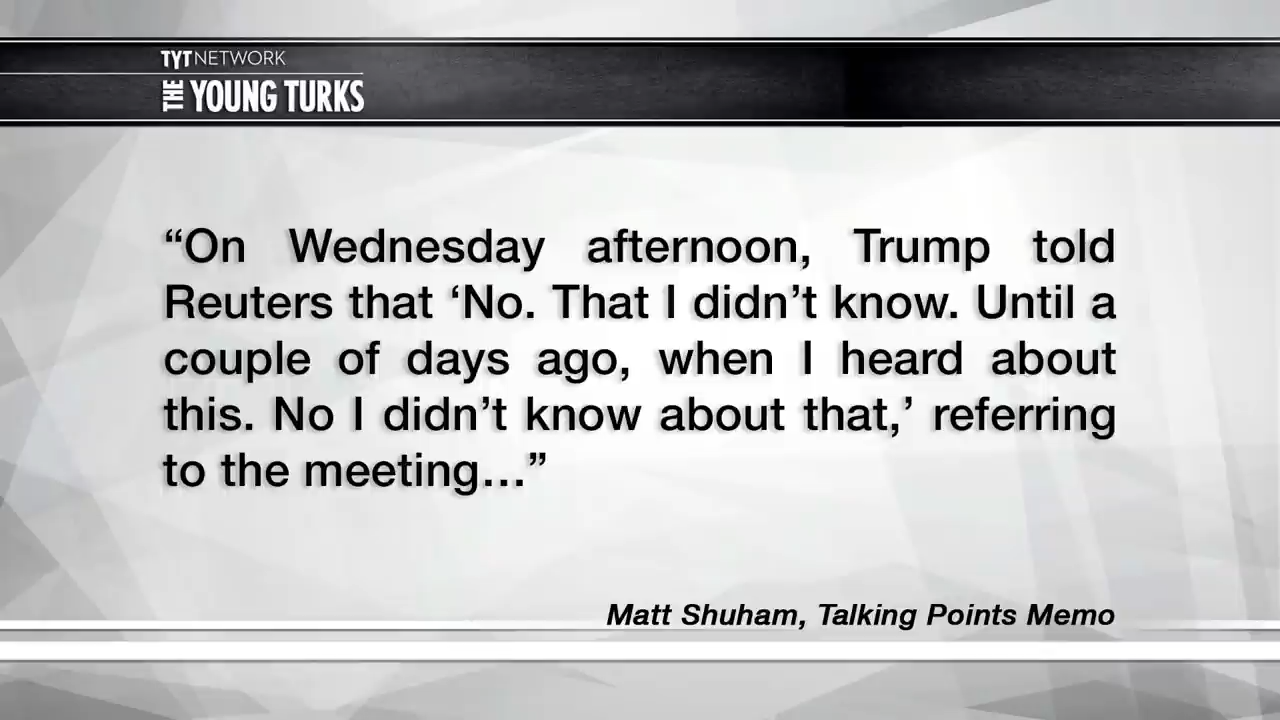 TYTNETWORK
THE YOUNG TURKS
“On Wednesday afternoon, Trump told
Reuters that ‘No. That I didn’t know. Until a
couple of days ago, when I heard about
this. No I didn’t know about that,’ referring
to the meeting…”
Matt Shuham, Talking Points Memo